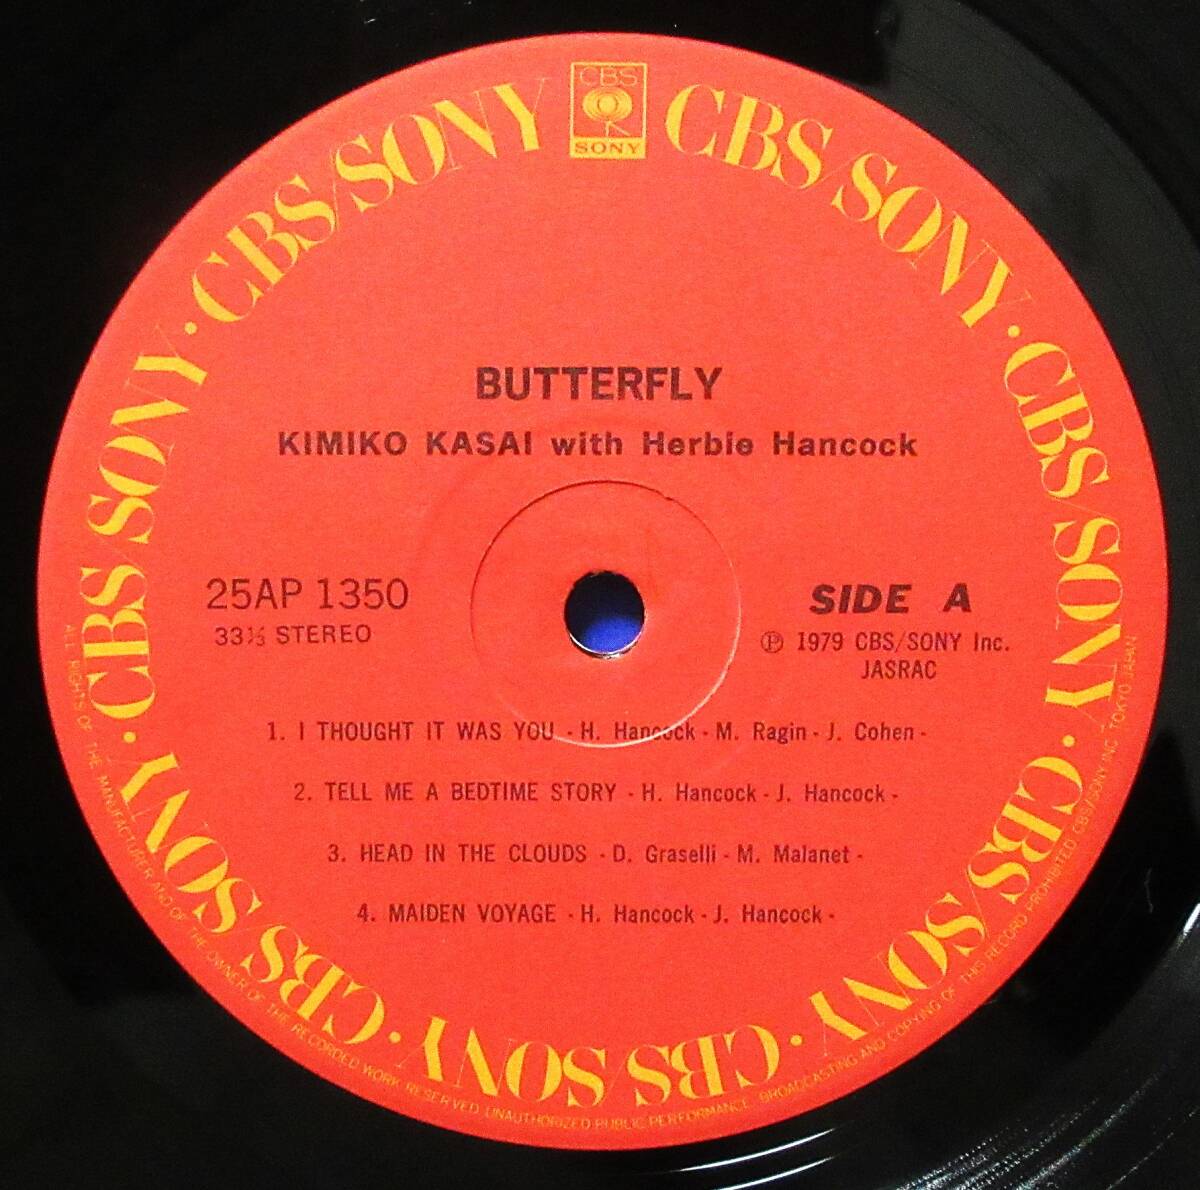 CBS
SONY
CBS/SONY · CBS/SONY · CBS/SONY · CBS/SONY · CBS/SONY · CBS/SONY · CBS/SONY
BUTTERFLY
KIMIKO KASAI with Herbie Hancock
25AP 1350
33⅓ STEREO
SIDE A
Ⓟ 1979 CBS/SONY Inc.
JASRAC
1. I THOUGHT IT WAS YOU - H. Hancock - M. Ragin - J. Cohen -
2. TELL ME A BEDTIME STORY - H. Hancock - J. Hancock -
3. HEAD IN THE CLOUDS - D. Graselli - M. Malanet -
4. MAIDEN VOYAGE - H. Hancock - J. Hancock -
ALL RIGHTS OF THE MANUFACTURER AND OF THE OWNER OF THE RECORDED WORK RESERVED UNAUTHORIZED PUBLIC PERFORMANCE BROADCASTING AND COPYING OF THIS RECORD PROHIBITED CBS/SONY INC. TOKYO JAPAN